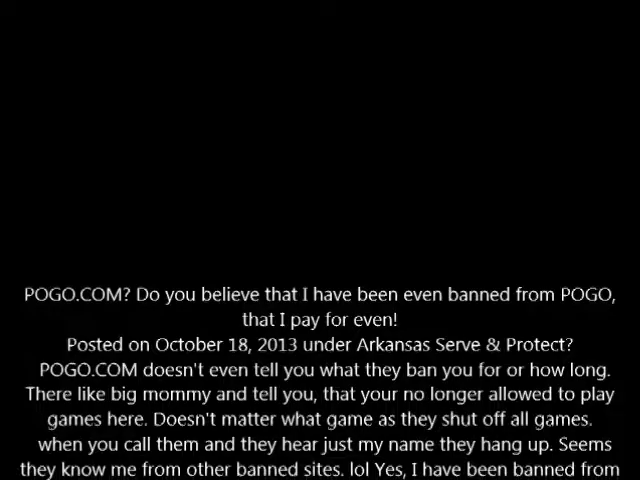 POGO.COM? Do you believe that I have been even banned from POGO,
that I pay for even!
Posted on October 18, 2013 under Arkansas Serve & Protect?
POGO.COM doesn't even tell you what they ban you for or how long.
There like big mommy and tell you, that your no longer allowed to play
games here. Doesn't matter what game as they shut off all games.
when you call them and they hear just my name they hang up. Seems
they know me from other banned sites. lol Yes, I have been banned from